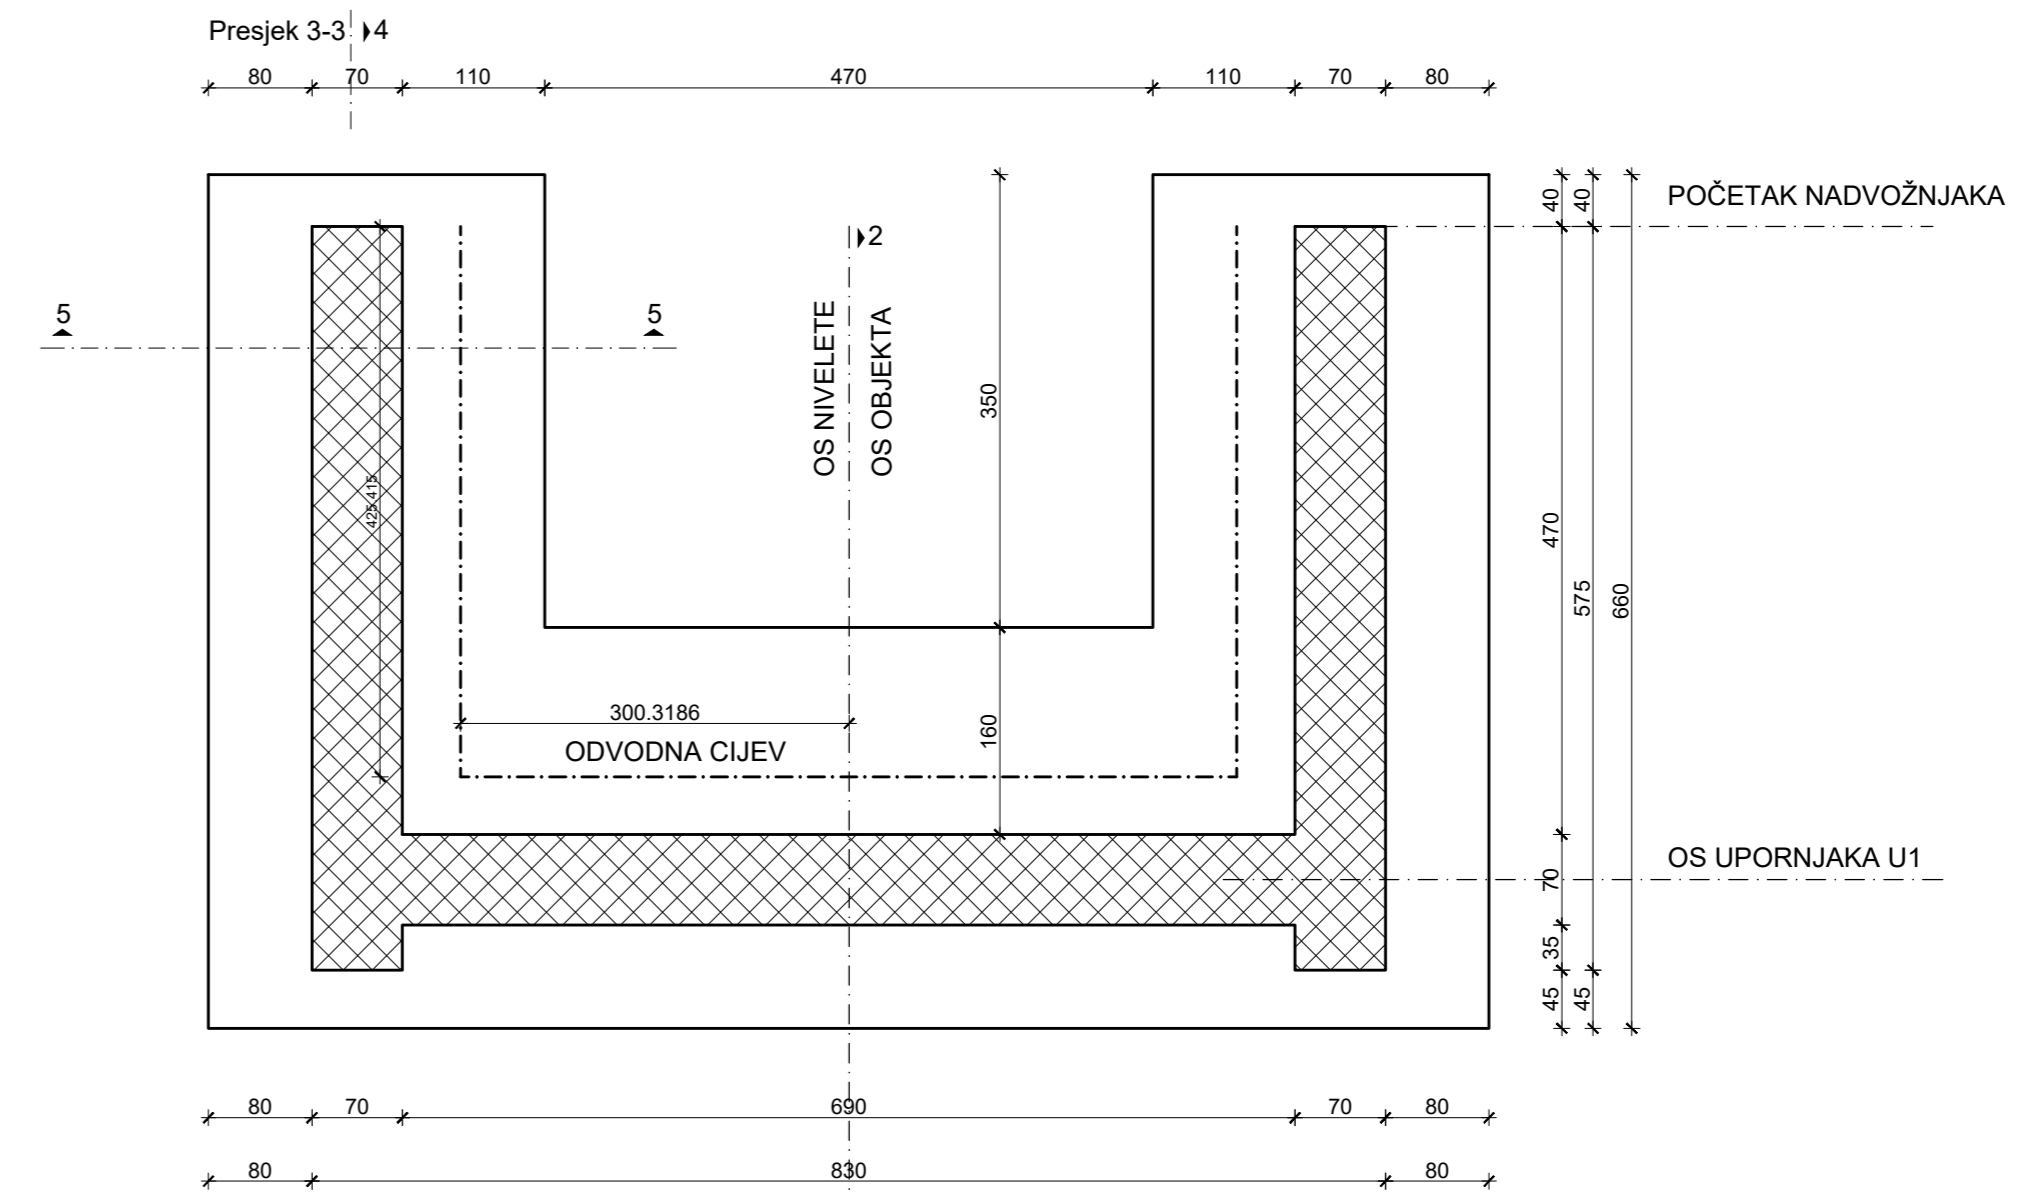 Presjek 3-3 4
80 70 110 470 110 70 80
POČETAK NADVOŽNJAKA
40 40
2
5 5
OS NIVELETE
OS OBJEKTA
350
425.415
470
575
660
300.3186
ODVODNA CIJEV
160
OS UPORNJAKA U1
70
35
45 45
80 70 690 70 80
80 830 80